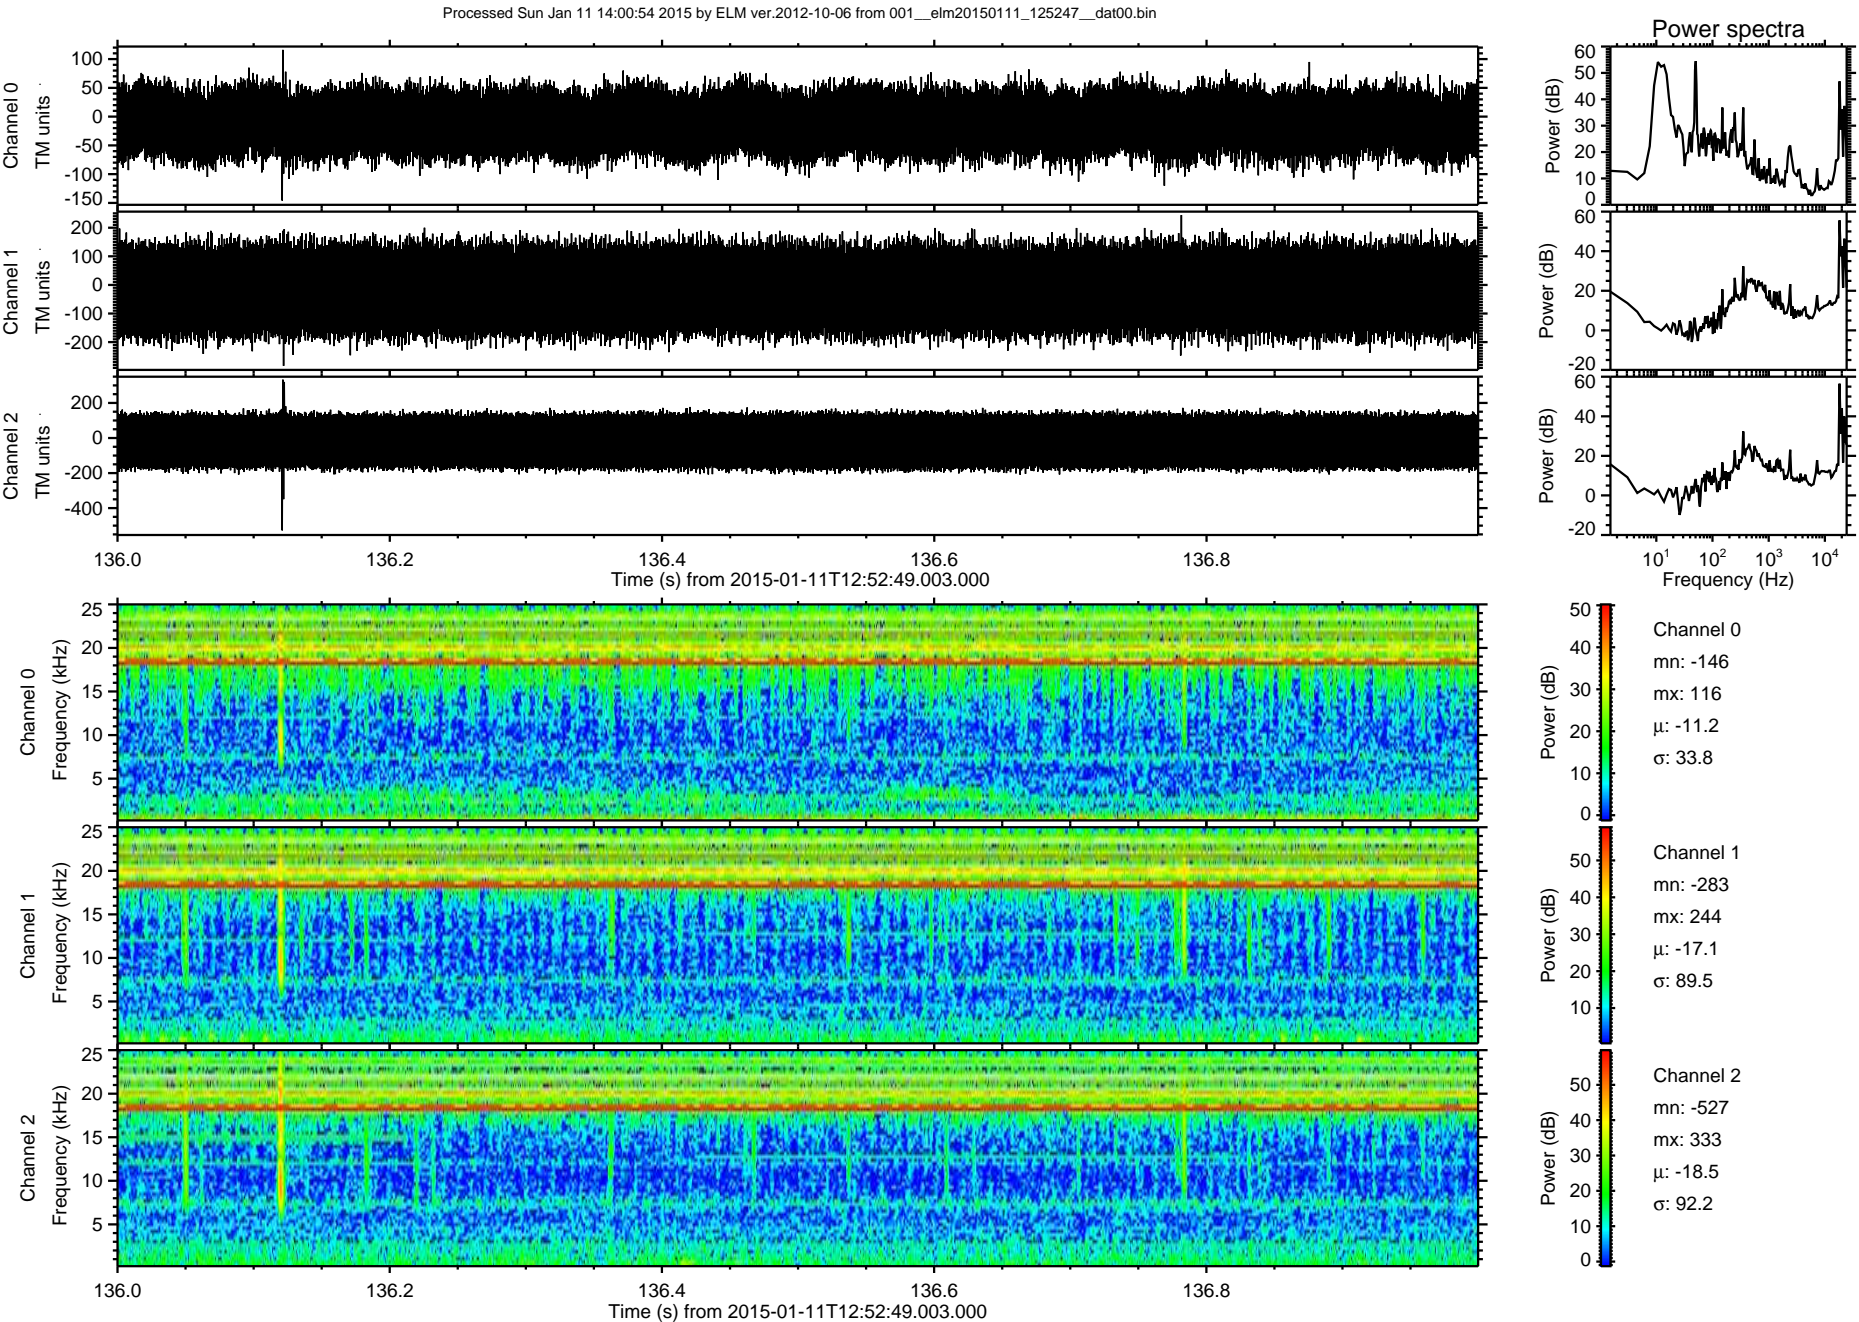 Processed Sun Jan 11 14:00:54 2015 by ELM ver.2012-10-06 from 001__elm20150111_125247__dat00.bin
Power spectra
Channel 0
TM units
100
50
0
-50
-100
-150
Power (dB)
60
50
40
30
20
10
0
Channel 1
TM units
200
100
0
-100
-200
Power (dB)
60
40
20
0
-20
Channel 2
TM units
200
0
-200
-400
Power (dB)
60
40
20
0
-20
136.0 136.2 136.4 136.6 136.8
Time (s) from 2015-01-11T12:52:49.003.000
10¹ 10² 10³ 10⁴
Frequency (Hz)
Channel 0
Frequency (kHz)
25
20
15
10
5
Power (dB)
50
40
30
20
10
0
Channel 0
mn: -146
mx: 116
μ: -11.2
σ: 33.8
Channel 1
Frequency (kHz)
25
20
15
10
5
Power (dB)
50
40
30
20
10
Channel 1
mn: -283
mx: 244
μ: -17.1
σ: 89.5
Channel 2
Frequency (kHz)
25
20
15
10
5
Power (dB)
50
40
30
20
10
0
Channel 2
mn: -527
mx: 333
μ: -18.5
σ: 92.2
136.0 136.2 136.4 136.6 136.8
Time (s) from 2015-01-11T12:52:49.003.000